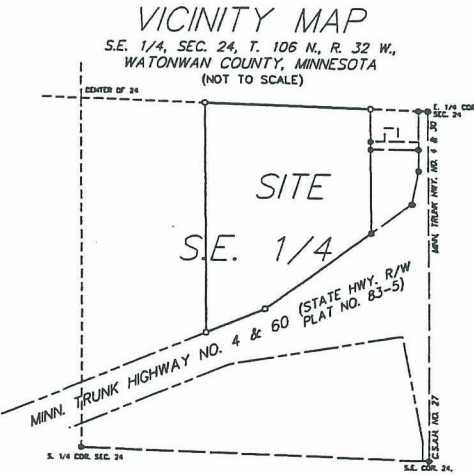 VICINITY MAP
S.E. 1/4, SEC. 24, T. 106 N., R. 32 W.,
WATONWAN COUNTY, MINNESOTA
(NOT TO SCALE)
CENTER OF 24
E. 1/4 COR
SEC. 24
MINN. TRUNK HWY. NO. 4 & 30
SITE
S.E. 1/4
MINN. TRUNK HIGHWAY NO. 4 & 60 (STATE HWY. R/W
PLAT NO. 83-5)
C.S.A.H. NO. 27
S. 1/4 COR. SEC. 24
S.E. COR. 24,